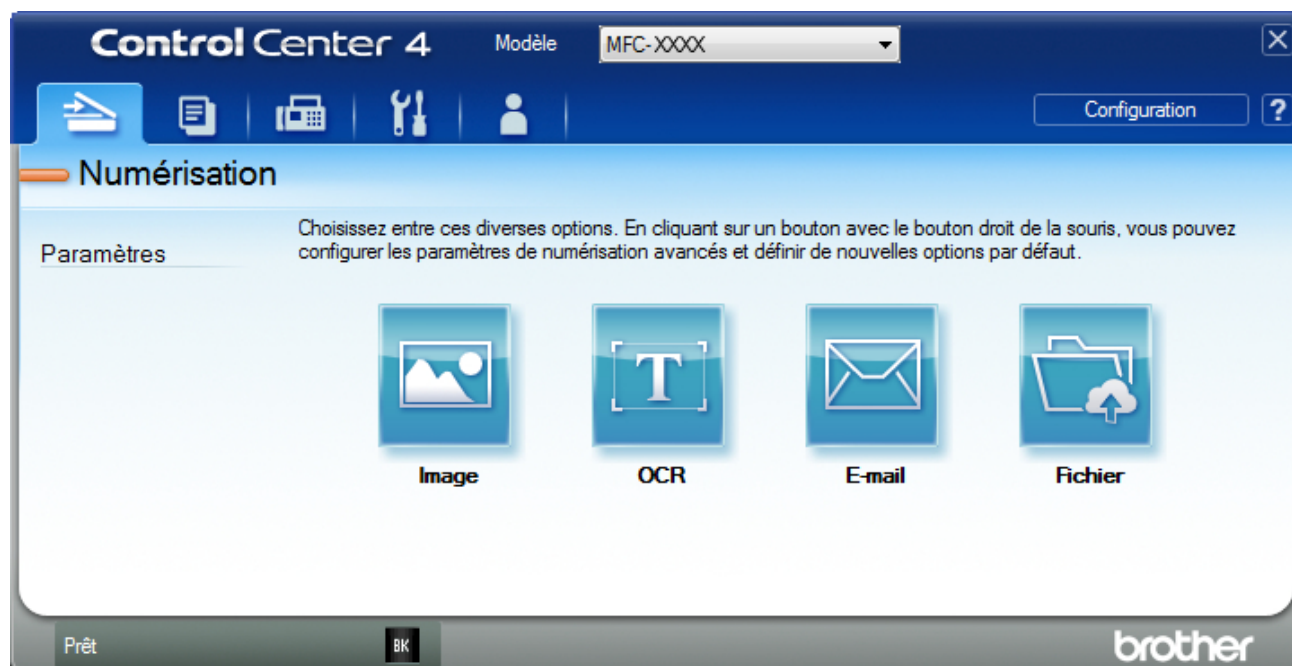 Control Center 4 Modèle MFC-XXXX
Configuration ?
Numérisation
Paramètres
Choisissez entre ces diverses options. En cliquant sur un bouton avec le bouton droit de la souris, vous pouvez
configurer les paramètres de numérisation avancés et définir de nouvelles options par défaut.
T
Image OCR E-mail Fichier
Prêt BK brother